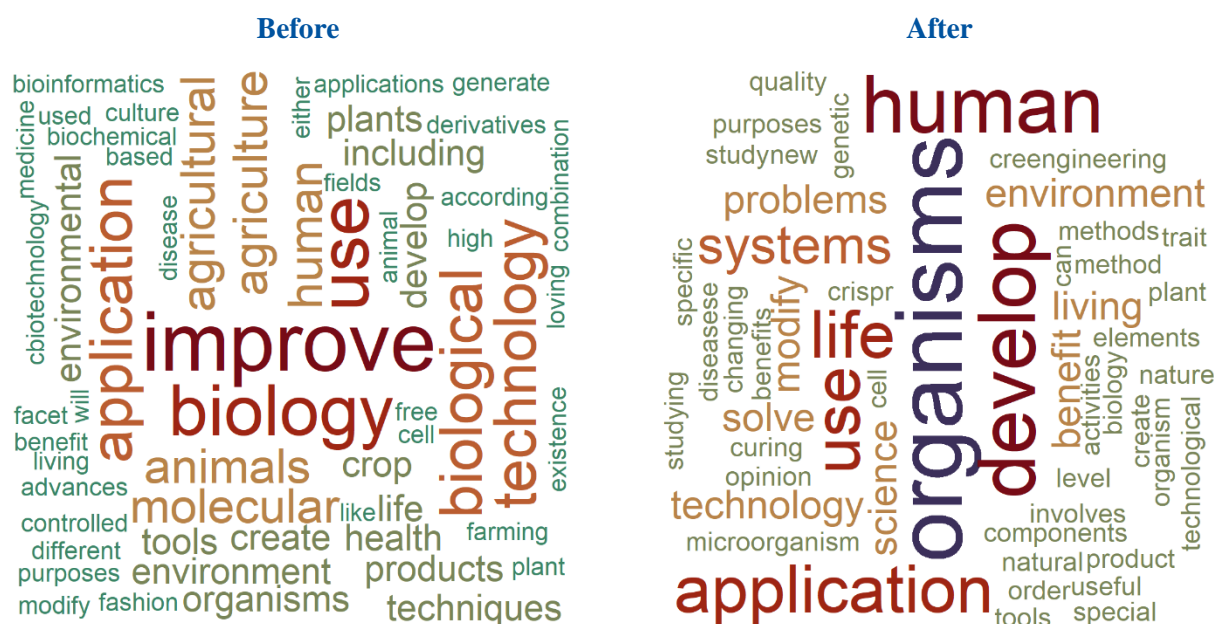 Before
bioinformatics
used
culture
biochemical
based
medicine
cbiotechnology
environmental
application
disease
agricultural
agriculture
either
human
applications
generate
plants
derivatives
including
fields
use
animal
develop
according
high
combination
loving
biological
technology
improve
biology
free
cell
existence
facet
will
benefit
living
advances
animals
crop
molecular
like
life
controlled
different
purposes
modify
fashion
tools
create
health
farming
environment
products
plant
organisms
techniques
After
quality
human
purposes
genetic
studynew
creengineering
problems
environment
organisms
systems
develop
methods
trait
can
method
specific
diseasese
changing
benefits
modify
crispr
life
living
plant
benefit
elements
activities
biology
nature
create
organism
technological
studying
solve
use
cell
curing
opinion
science
level
technology
microorganism
involves
components
natural
product
application
order
useful
tools
special